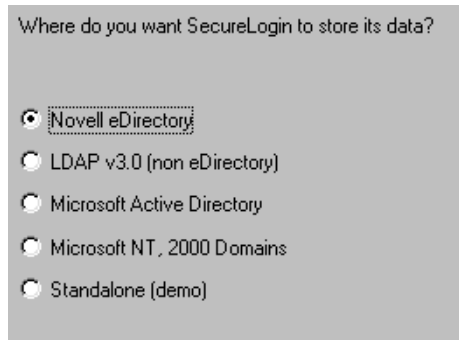 Where do you want SecureLogin to store its data?
Novell eDirectory
LDAP v3.0 (non eDirectory)
Microsoft Active Directory
Microsoft NT, 2000 Domains
Standalone (demo)